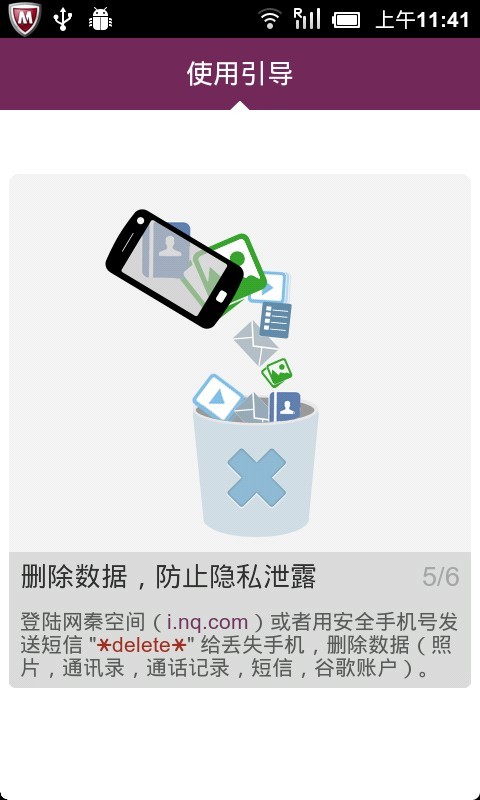 上午11:41
使用引导
删除数据，防止隐私泄露 5/6
登陆网秦空间（i.nq.com）或者用安全手机号发
送短信 "*delete*" 给丢失手机，删除数据（照
片，通讯录，通话记录，短信，谷歌账户）。